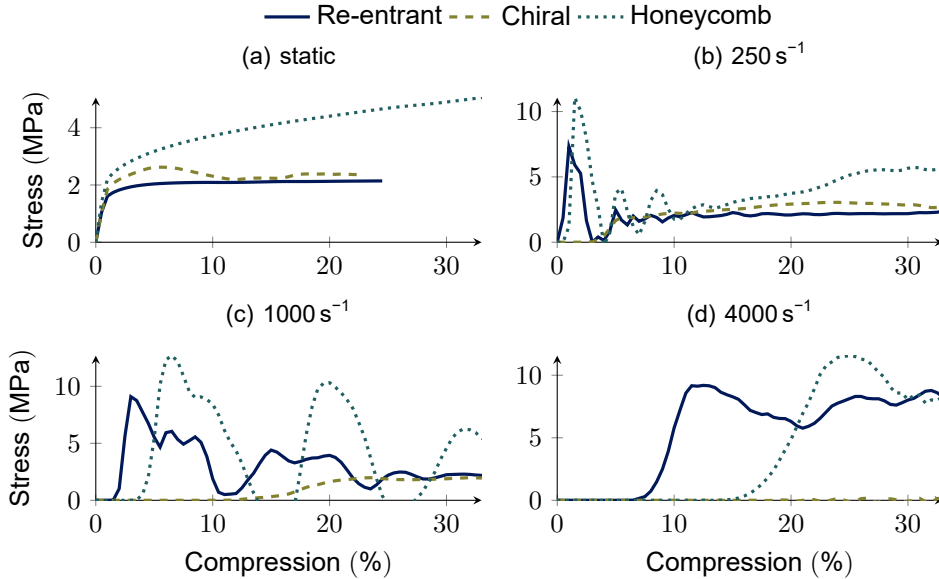 Re-entrant Chiral Honeycomb
(a) static
(b) 250 s⁻¹
Stress (MPa)
4
2
0
0 10 20 30
10
5
0
0 10 20 30
(c) 1000 s⁻¹
(d) 4000 s⁻¹
Stress (MPa)
10
5
0
0 10 20 30
Compression (%)
10
5
0
0 10 20 30
Compression (%)